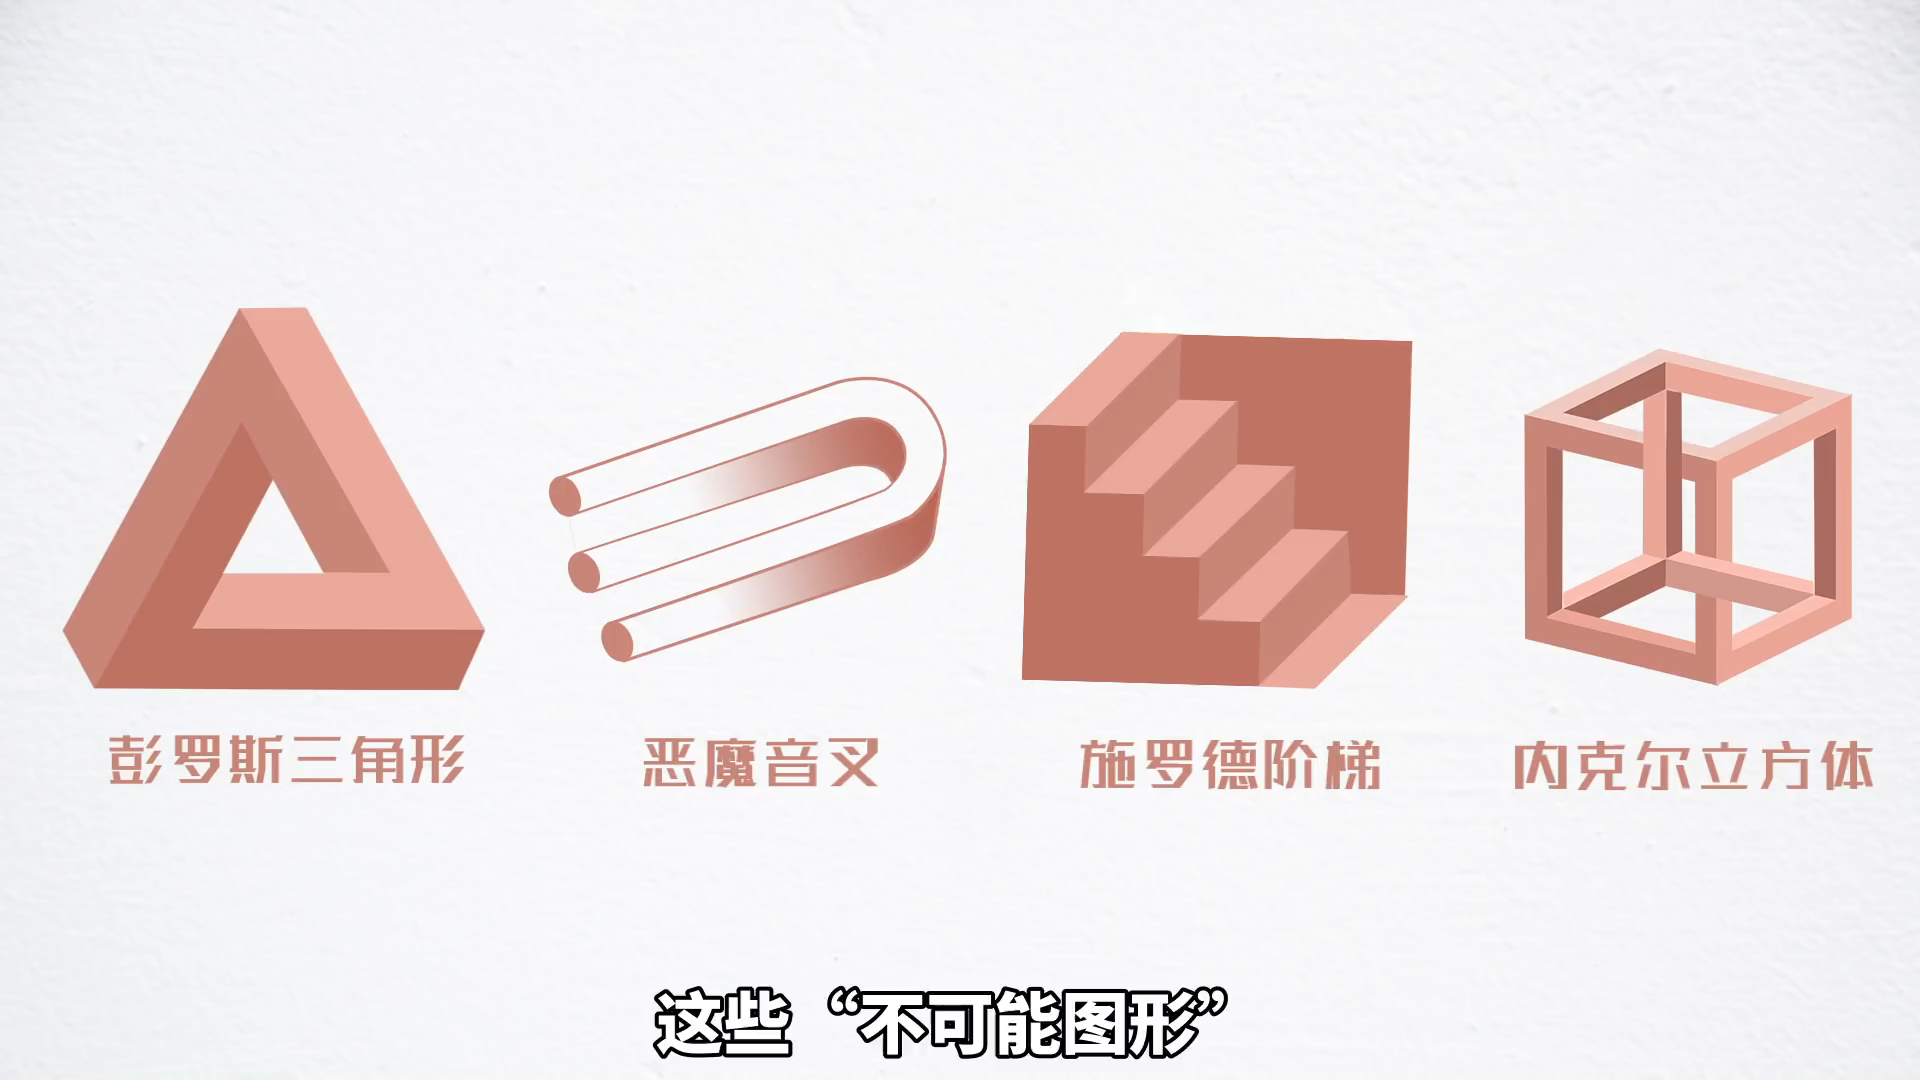 彭罗斯三角形
恶魔音叉
施罗德阶梯
内克尔立方体
这些“不可能图形”